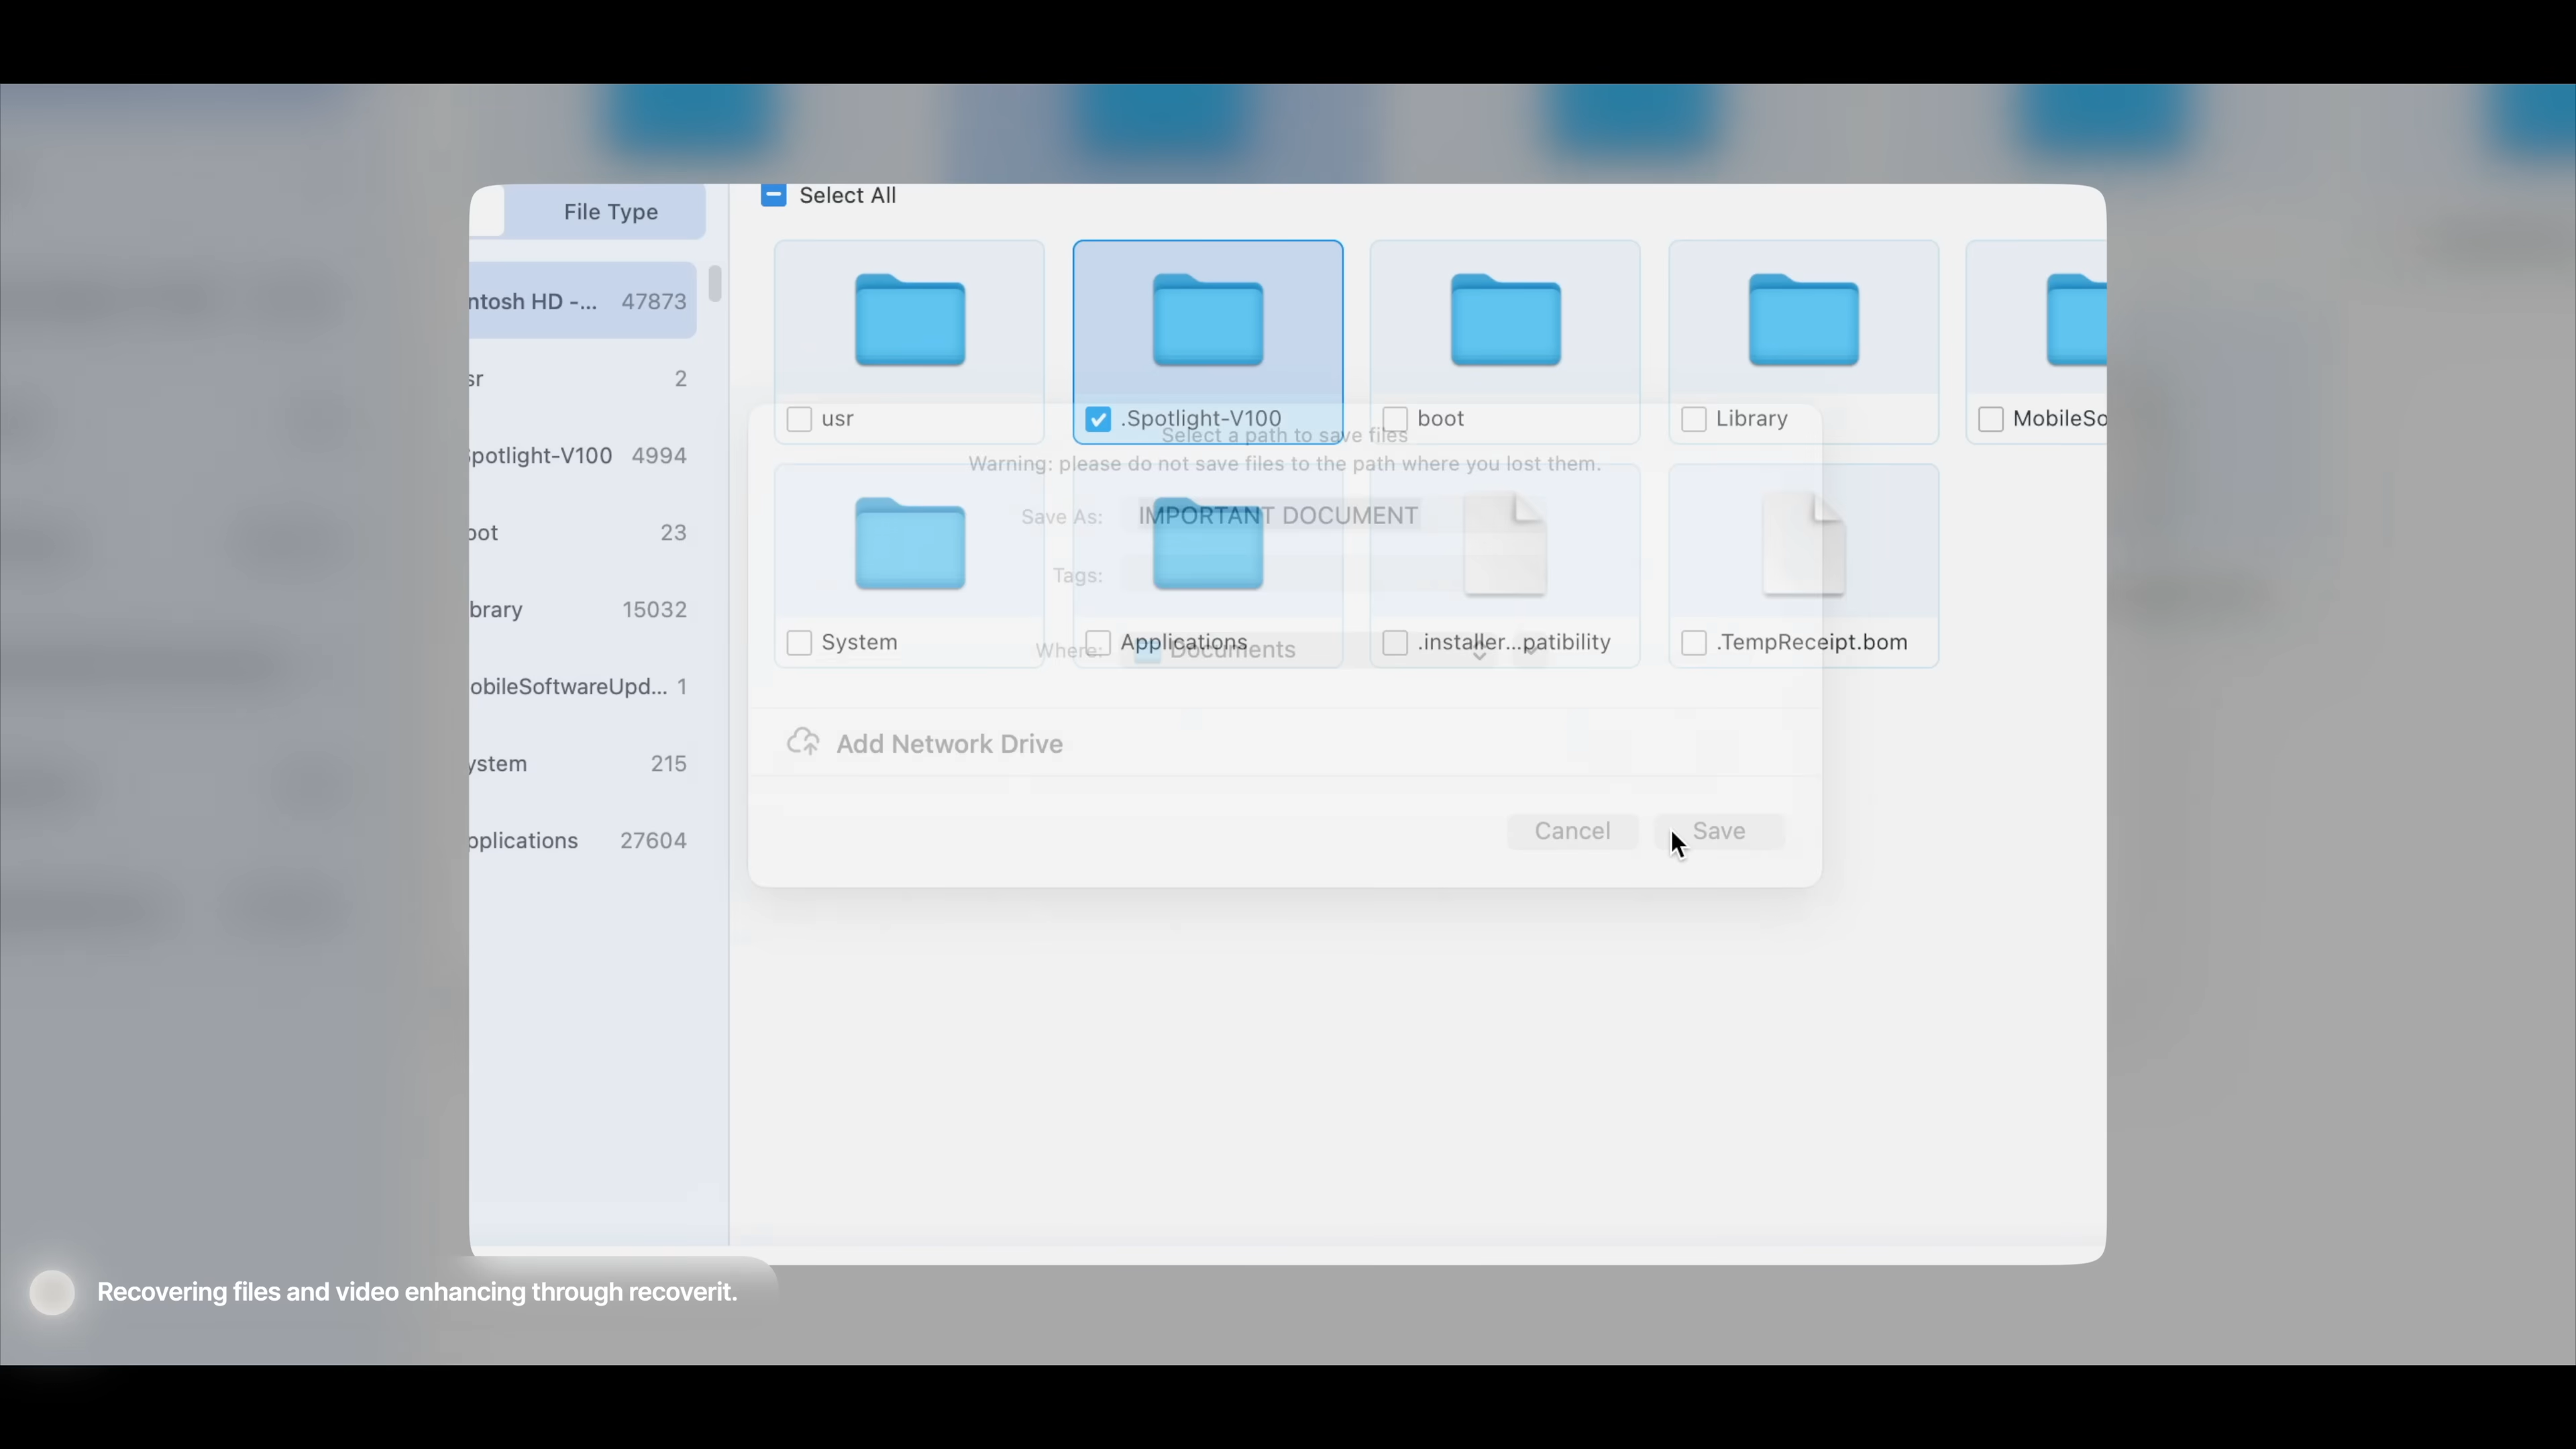 Select All
File Type
ntosh HD -... 47873
sr 2
Spotlight-V100 4994
oot 23
brary 15032
obileSoftwareUpd... 1
ystem 215
pplications 27604
usr
.Spotlight-V100
boot
Library
MobileSo
System
Applications
.installer...patibility
.TempReceipt.bom
Select a path to save files
Warning: please do not save files to the path where you lost them.
Save As: IMPORTANT DOCUMENT
Tags:
Where: Documents
Add Network Drive
Cancel
Save
Recovering files and video enhancing through recoverit.